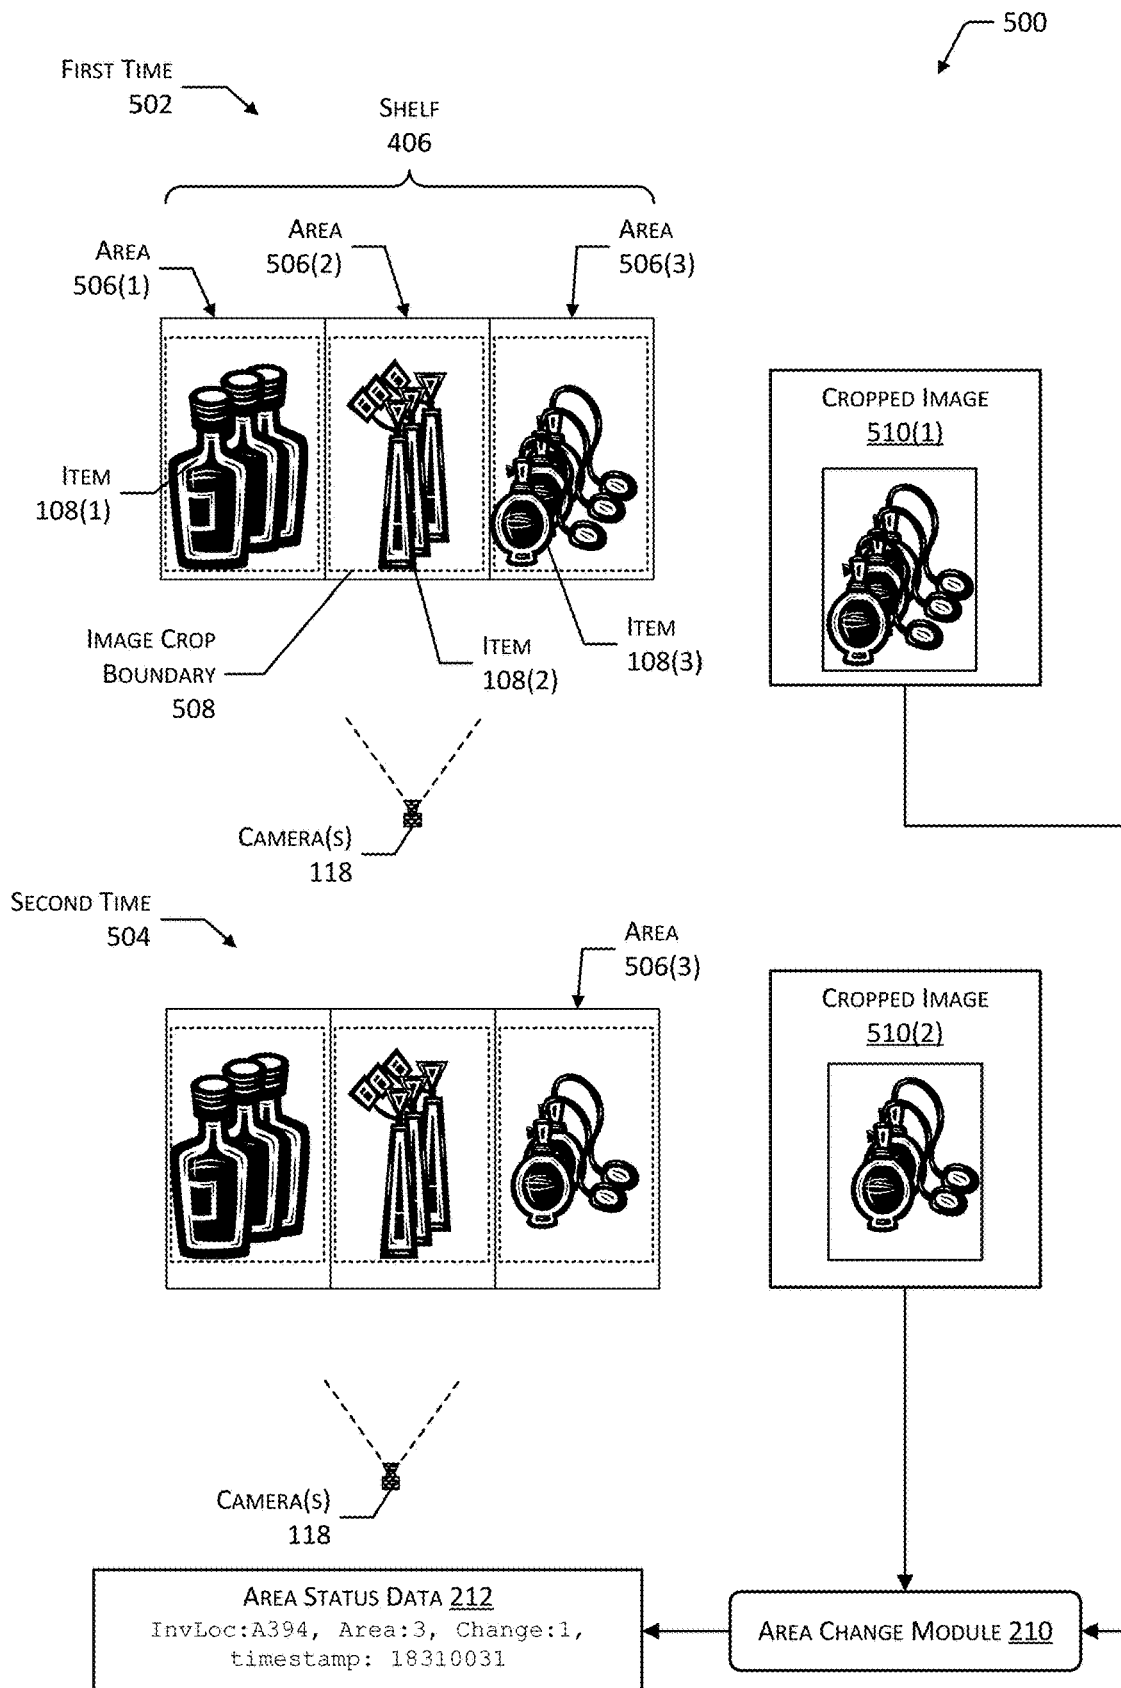 500
FIRST TIME
502
SHELF
406
AREA
506(1)
AREA
506(2)
AREA
506(3)
ITEM
108(1)
IMAGE CROP
BOUNDARY
508
ITEM
108(2)
ITEM
108(3)
CROPPED IMAGE
510(1)
CAMERA(S)
118
SECOND TIME
504
AREA
506(3)
CROPPED IMAGE
510(2)
CAMERA(S)
118
AREA STATUS DATA 212
InvLoc:A394, Area:3, Change:1,
timestamp: 18310031
AREA CHANGE MODULE 210